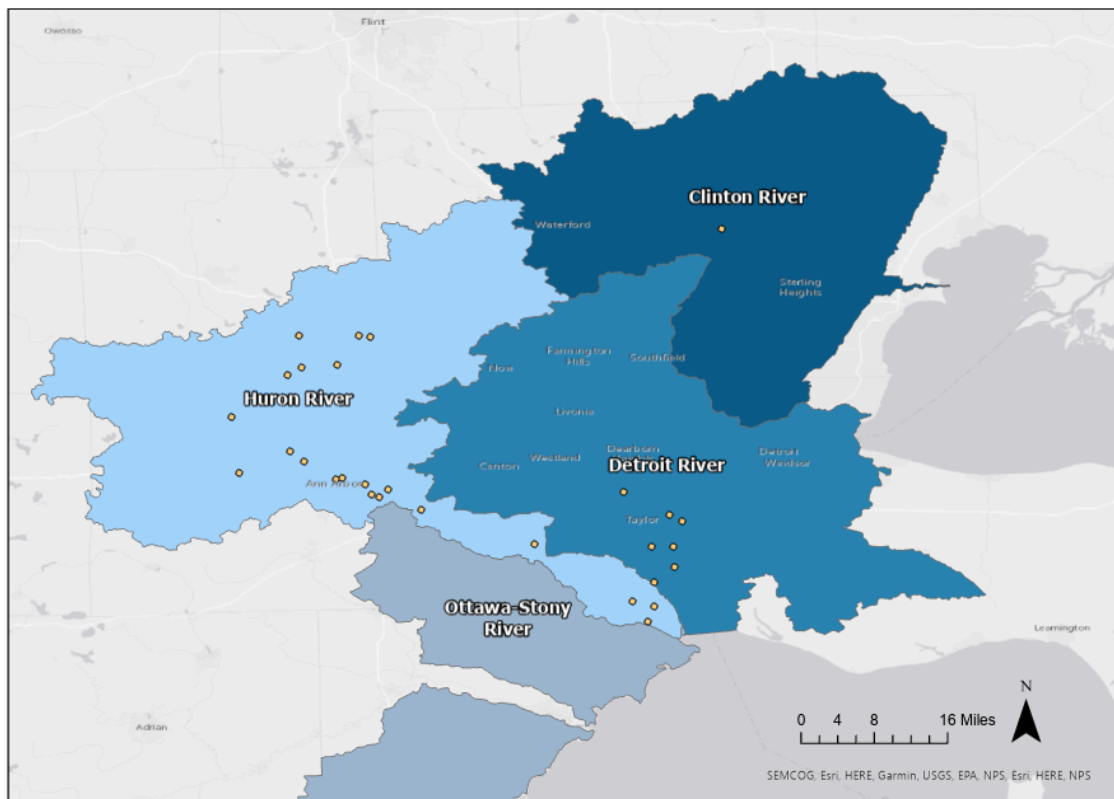 Flint
Owosso
Clinton River
Waterford
Sterling
Heights
Farmington
Hills
Southfield
Novi
Huron River
Livonia
Dearborn
Westland
Detroit
Detroit River
Windsor
Canton
Ann Arbor
Taylor
Ottawa-Stony
River
Leamington
Adrian
N
0 4 8 16 Miles
SEMCOG, Esri, HERE, Garmin, USGS, EPA, NPS, Esri, HERE, NPS